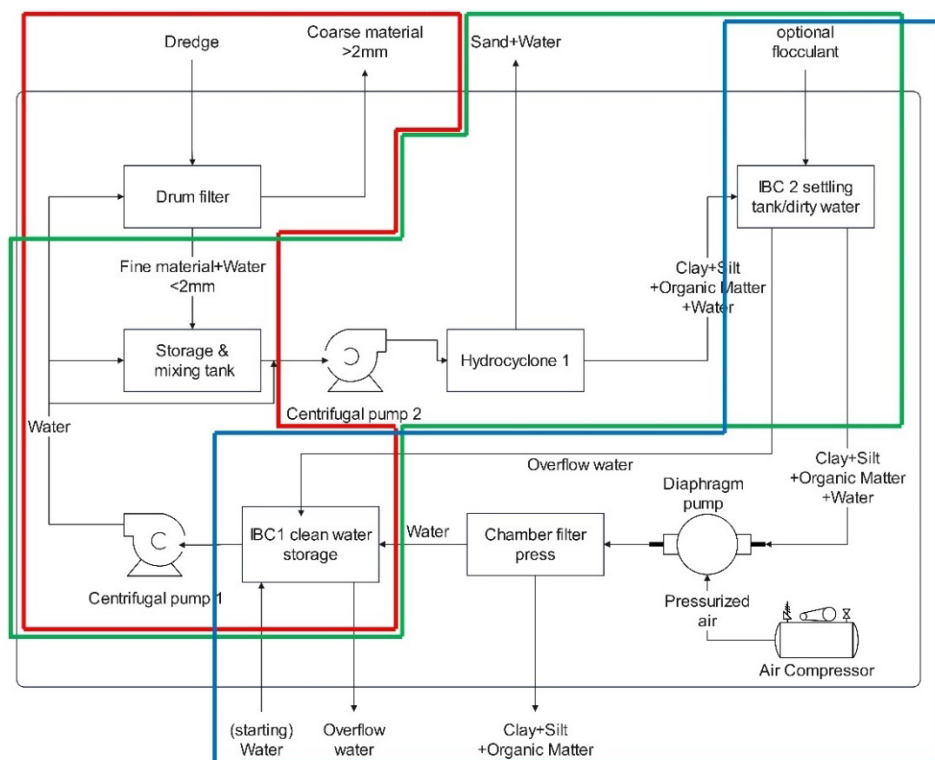 Dredge
Coarse material
>2mm
Sand+Water
optional
flocculant
Drum filter
IBC 2 settling
tank/dirty water
Fine material+Water
<2mm
Clay+Silt
+Organic Matter
+Water
Storage &
mixing tank
Hydrocyclone 1
Centrifugal pump 2
Water
Overflow water
Clay+Silt
+Organic Matter
+Water
Diaphragm
pump
IBC1 clean water
storage
Water
Chamber filter
press
Centrifugal pump 1
Pressurized
air
Air Compressor
(starting)
Water
Overflow
water
Clay+Silt
+Organic Matter